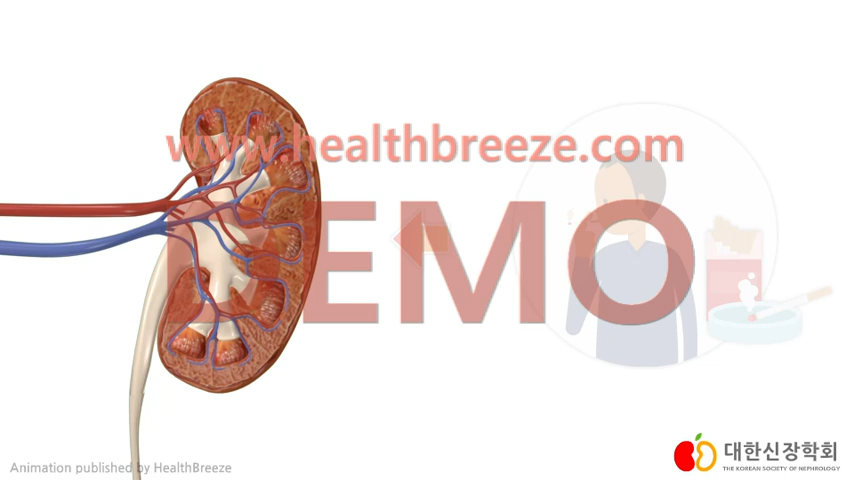 www.healthbreeze.com
DEMO
Animation published by HealthBreeze
대한신장학회
THE KOREAN SOCIETY OF NEPHROLOGY